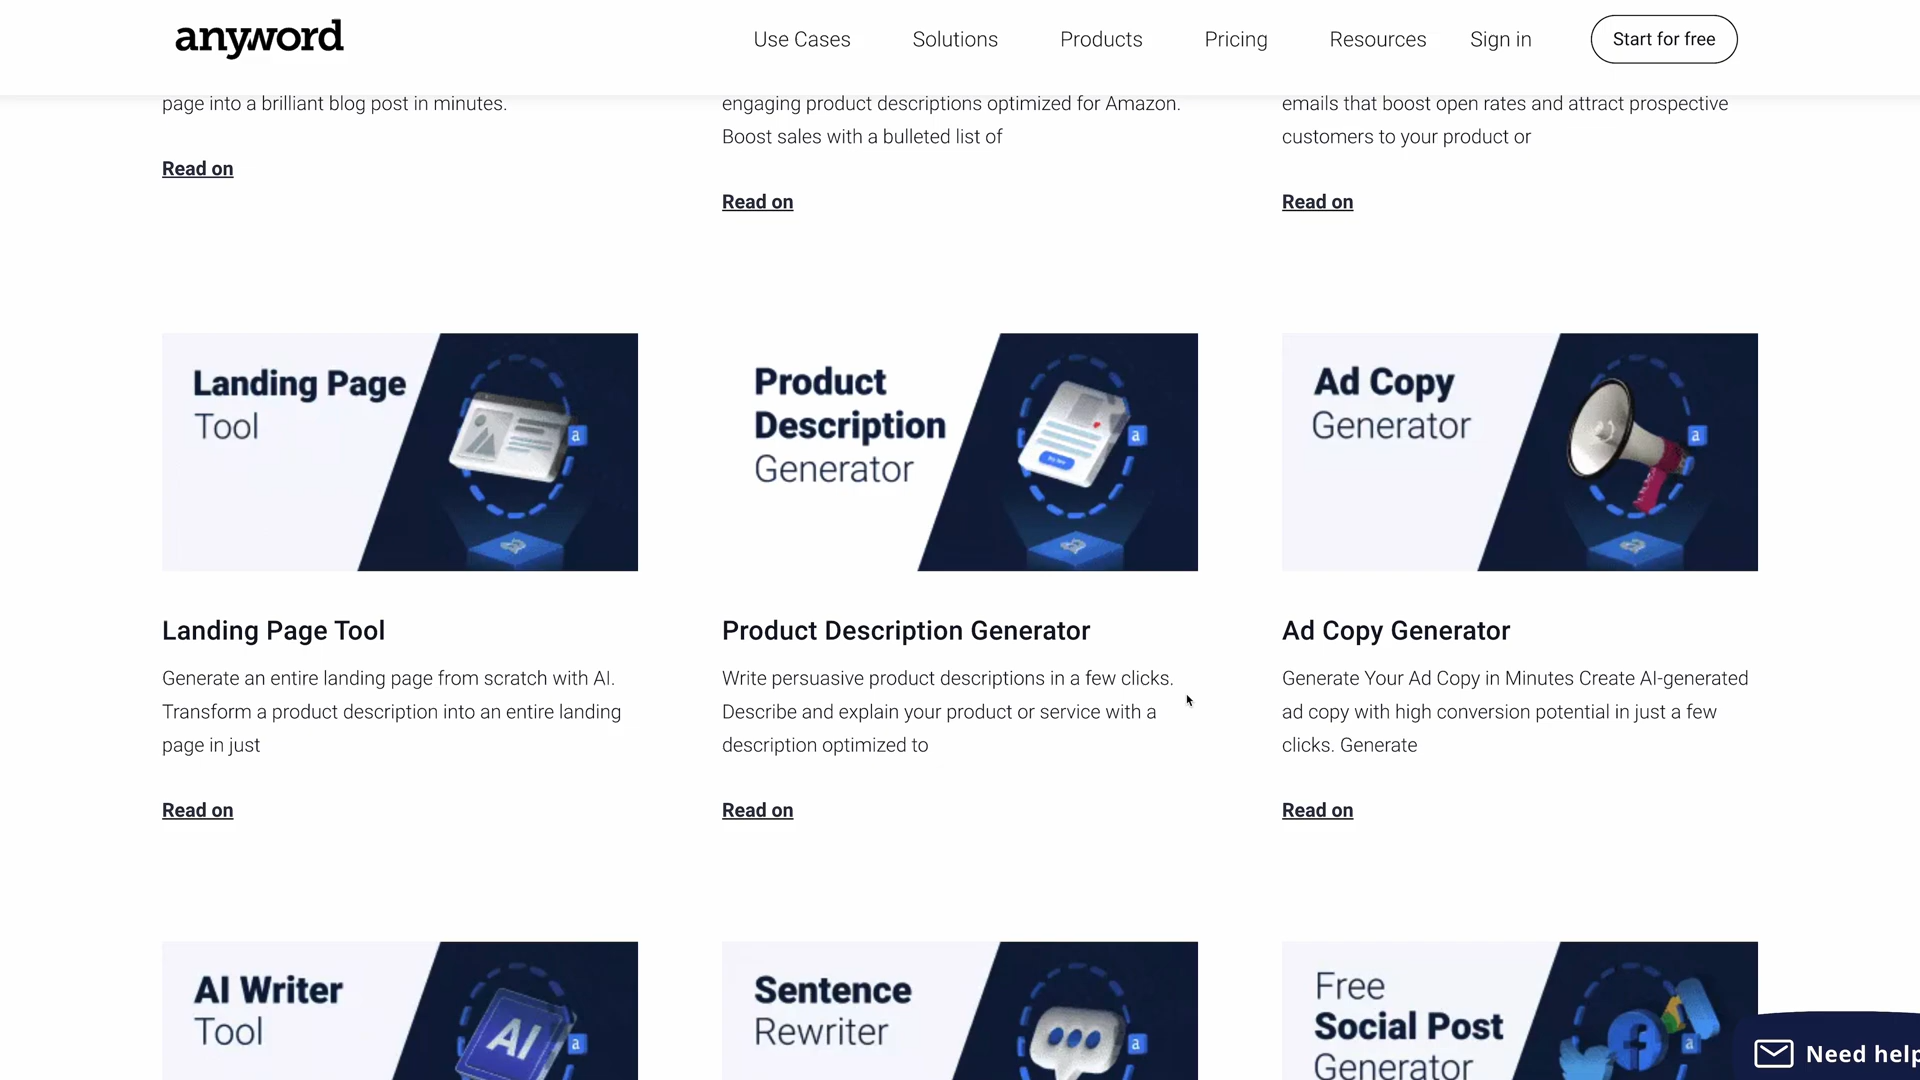 anyword
Use Cases
Solutions
Products
Pricing
Resources
Sign in
Start for free
page into a brilliant blog post in minutes.
Read on
engaging product descriptions optimized for Amazon.
Boost sales with a bulleted list of
Read on
emails that boost open rates and attract prospective
customers to your product or
Read on
Landing Page
Tool
a
Landing Page Tool
Generate an entire landing page from scratch with AI.
Transform a product description into an entire landing
page in just
Read on
Product
Description
Generator
a
Product Description Generator
Write persuasive product descriptions in a few clicks.
Describe and explain your product or service with a
description optimized to
Read on
Ad Copy
Generator
a
Ad Copy Generator
Generate Your Ad Copy in Minutes Create AI-generated
ad copy with high conversion potential in just a few
clicks. Generate
Read on
AI Writer
Tool
AI
a
Sentence
Rewriter
a
Free
Social Post
Generator
a
Need help